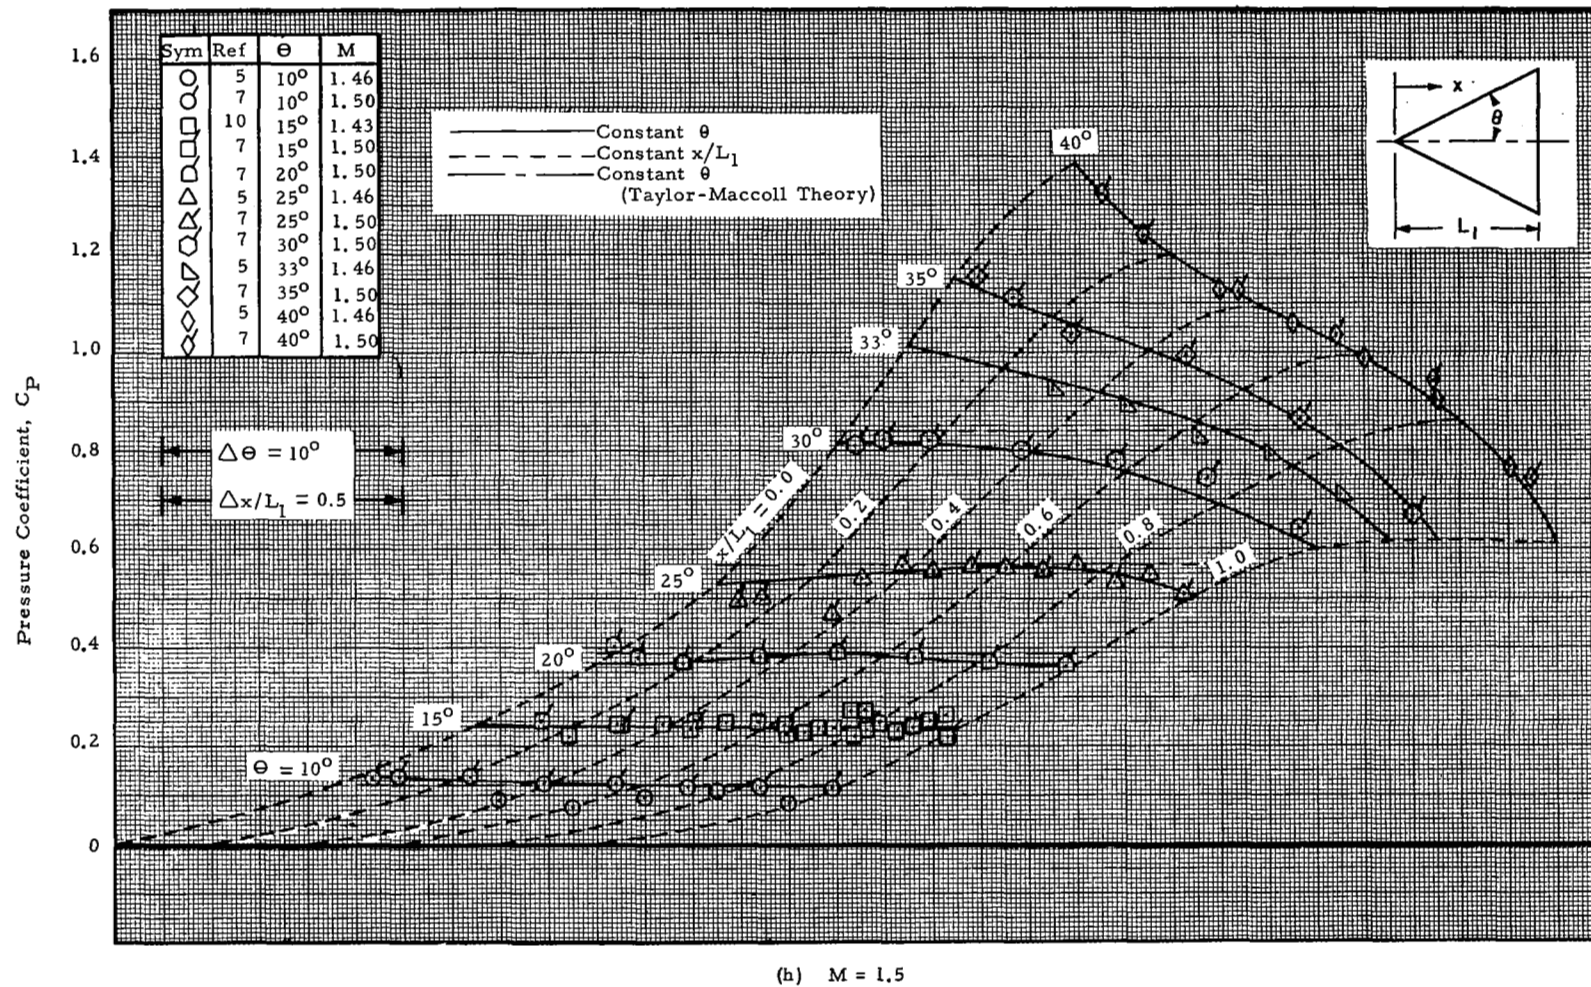 1.6
1.4
1.2
1.0
0.8
0.6
0.4
0.2
0
Pressure Coefficient, Cp
Sym Ref Θ M
5 10° 1.46
7 10° 1.50
10 15° 1.43
7 15° 1.50
7 20° 1.50
5 25° 1.46
7 25° 1.50
7 30° 1.50
5 33° 1.46
7 35° 1.50
5 40° 1.46
7 40° 1.50
Constant θ
Constant x/L1
Constant θ
(Taylor-Maccoll Theory)
x
θ
L1
ΔΘ = 10°
Δx/L1 = 0.5
40°
35°
33°
30°
25°
20°
15°
Θ = 10°
x/L1 = 0.0
0.2
0.4
0.6
0.8
1.0
(h) M = 1.5